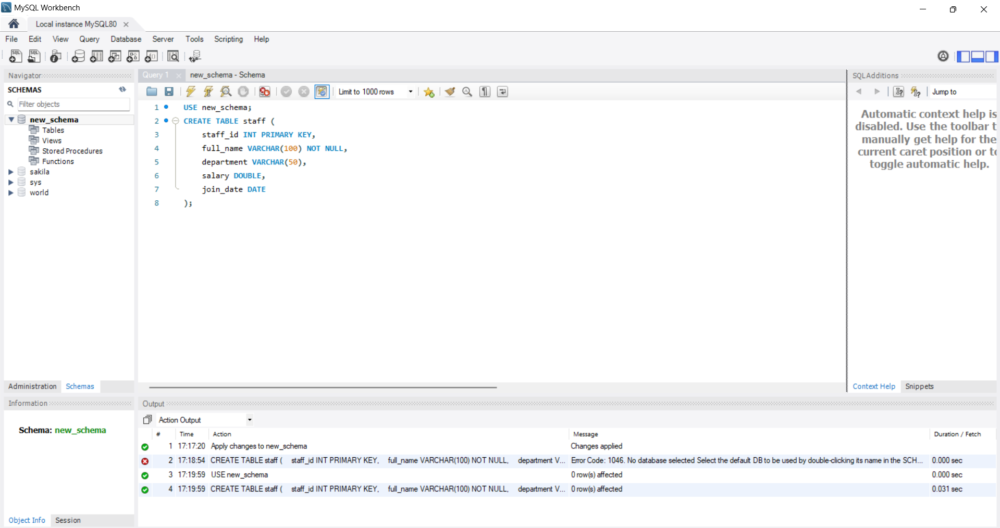 MySQL Workbench
Local instance MySQL80
File Edit View Query Database Server Tools Scripting Help
Navigator
SCHEMAS
Filter objects
new_schema
Tables
Views
Stored Procedures
Functions
sakila
sys
world
Administration Schemas
Information
Schema: new_schema
Object Info Session
Query 1 new_schema - Schema
Limit to 1000 rows
1 USE new_schema;
2 CREATE TABLE staff (
3 staff_id INT PRIMARY KEY,
4 full_name VARCHAR(100) NOT NULL,
5 department VARCHAR(50),
6 salary DOUBLE,
7 join_date DATE
8 );
SQLAdditions
Jump to
Automatic context help is
disabled. Use the toolbar t
manually get help for the
current caret position or to
toggle automatic help.
Context Help Snippets
Output
Action Output
# Time Action Message Duration / Fetch
1 17:17:20 Apply changes to new_schema Changes applied
2 17:18:54 CREATE TABLE staff ( staff_id INT PRIMARY KEY, full_name VARCHAR(100) NOT NULL, department V... Error Code: 1046. No database selected Select the default DB to be used by double-clicking its name in the SCH... 0.000 sec
3 17:19:59 USE new_schema 0 row(s) affected 0.000 sec
4 17:19:59 CREATE TABLE staff ( staff_id INT PRIMARY KEY, full_name VARCHAR(100) NOT NULL, department V... 0 row(s) affected 0.031 sec